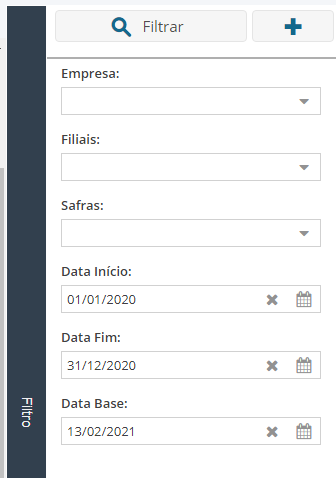 Filtrar
Empresa:
Filiais:
Safras:
Data Início:
01/01/2020
Data Fim:
31/12/2020
Data Base:
13/02/2021
Filtro